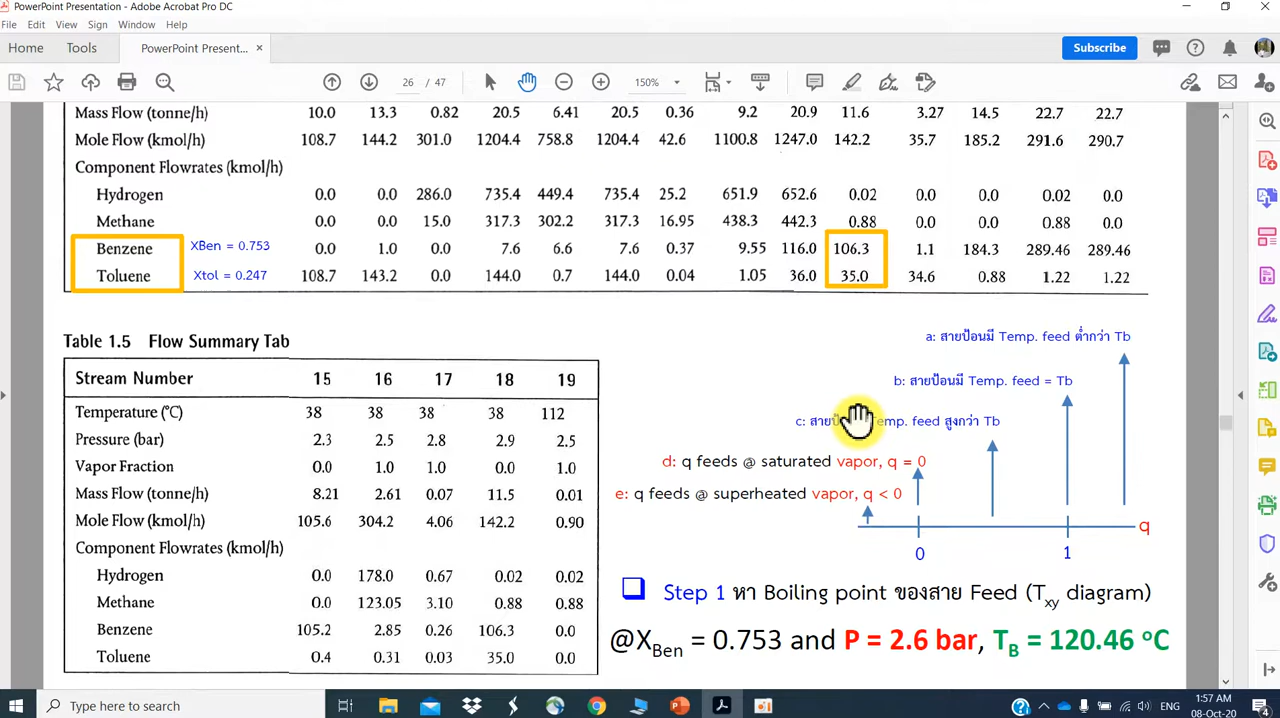 PowerPoint Presentation - Adobe Acrobat Pro DC
File Edit View Sign Window Help
Home Tools PowerPoint Present... × Subscribe
26 / 47 150%
Mass Flow (tonne/h) 10.0 13.3 0.82 20.5 6.41 20.5 0.36 9.2 20.9 11.6 3.27 14.5 22.7 22.7
Mole Flow (kmol/h) 108.7 144.2 301.0 1204.4 758.8 1204.4 42.6 1100.8 1247.0 142.2 35.7 185.2 291.6 290.7
Component Flowrates (kmol/h)
Hydrogen 0.0 0.0 286.0 735.4 449.4 735.4 25.2 651.9 652.6 0.02 0.0 0.0 0.02 0.0
Methane 0.0 0.0 15.0 317.3 302.2 317.3 16.95 438.3 442.3 0.88 0.0 0.0 0.88 0.0
Benzene XBen = 0.753 0.0 1.0 0.0 7.6 6.6 7.6 0.37 9.55 116.0 106.3 1.1 184.3 289.46 289.46
Toluene Xtol = 0.247 108.7 143.2 0.0 144.0 0.7 144.0 0.04 1.05 36.0 35.0 34.6 0.88 1.22 1.22
Table 1.5 Flow Summary Tab
Stream Number 15 16 17 18 19
Temperature (°C) 38 38 38 38 112
Pressure (bar) 2.3 2.5 2.8 2.9 2.5
Vapor Fraction 0.0 1.0 1.0 0.0 1.0
Mass Flow (tonne/h) 8.21 2.61 0.07 11.5 0.01
Mole Flow (kmol/h) 105.6 304.2 4.06 142.2 0.90
Component Flowrates (kmol/h)
Hydrogen 0.0 178.0 0.67 0.02 0.02
Methane 0.0 123.05 3.10 0.88 0.88
Benzene 105.2 2.85 0.26 106.3 0.0
Toluene 0.4 0.31 0.03 35.0 0.0
a: สายป้อนมี Temp. feed ต่ำกว่า Tb
b: สายป้อนมี Temp. feed = Tb
c: feed สูงกว่า Tb
d: q feeds @ saturated vapor, q = 0
e: q feeds @ superheated vapor, q < 0
q
0 1
Step 1 หา Boiling point ของสาย Feed (Txy diagram)
@XBen = 0.753 and P = 2.6 bar, TB = 120.46 °C
Type here to search
ENG
1:57 AM
08-Oct-20
4